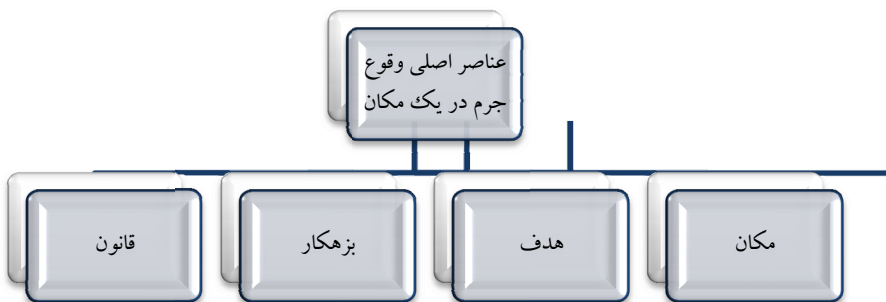 عناصر اصلی وقوع
جرم در یک مکان
مکان
هدف
بزهکار
قانون